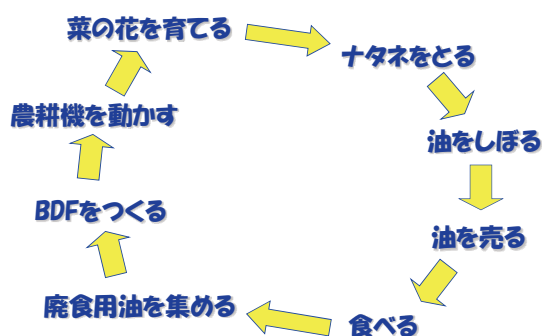 菜の花を育てる
ナタネをとる
油をしぼる
油を売る
食べる
廃食用油を集める
BDFをつくる
農耕機を動かす